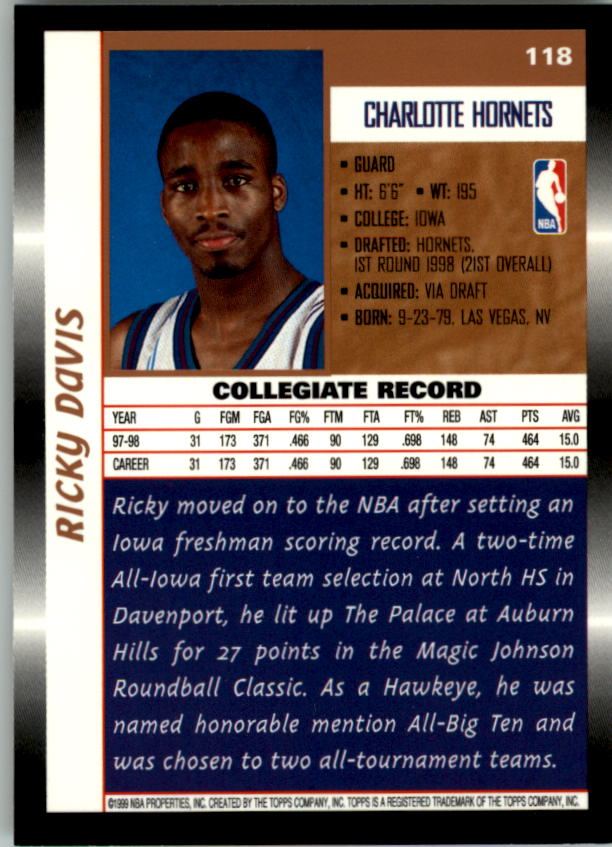 118
CHARLOTTE HORNETS
▪ GUARD
▪ HT: 6'6" ▪ WT: 195
▪ COLLEGE: IOWA
▪ DRAFTED: HORNETS,
1ST ROUND 1998 (21ST OVERALL)
▪ ACQUIRED: VIA DRAFT
▪ BORN: 9-23-79, LAS VEGAS, NV
NBA
RICKY DAVIS
COLLEGIATE RECORD
YEAR G FGM FGA FG% FTM FTA FT% REB AST PTS AVG
97-98 31 173 371 .466 90 129 .698 148 74 464 15.0
CAREER 31 173 371 .466 90 129 .698 148 74 464 15.0
Ricky moved on to the NBA after setting an
Iowa freshman scoring record. A two-time
All-Iowa first team selection at North HS in
Davenport, he lit up The Palace at Auburn
Hills for 27 points in the Magic Johnson
Roundball Classic. As a Hawkeye, he was
named honorable mention All-Big Ten and
was chosen to two all-tournament teams.
©1999 NBA PROPERTIES, INC. CREATED BY THE TOPPS COMPANY, INC. TOPPS IS A REGISTERED TRADEMARK OF THE TOPPS COMPANY, INC.